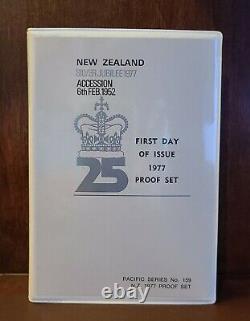 NEW ZEALAND
SILVER JUBILEE 1977
ACCESSION
6th FEB.1952
25
FIRST DAY
OF ISSUE
1977
PROOF SET
PACIFIC SERIES No. 159
N.Z. 1977 PROOF SET